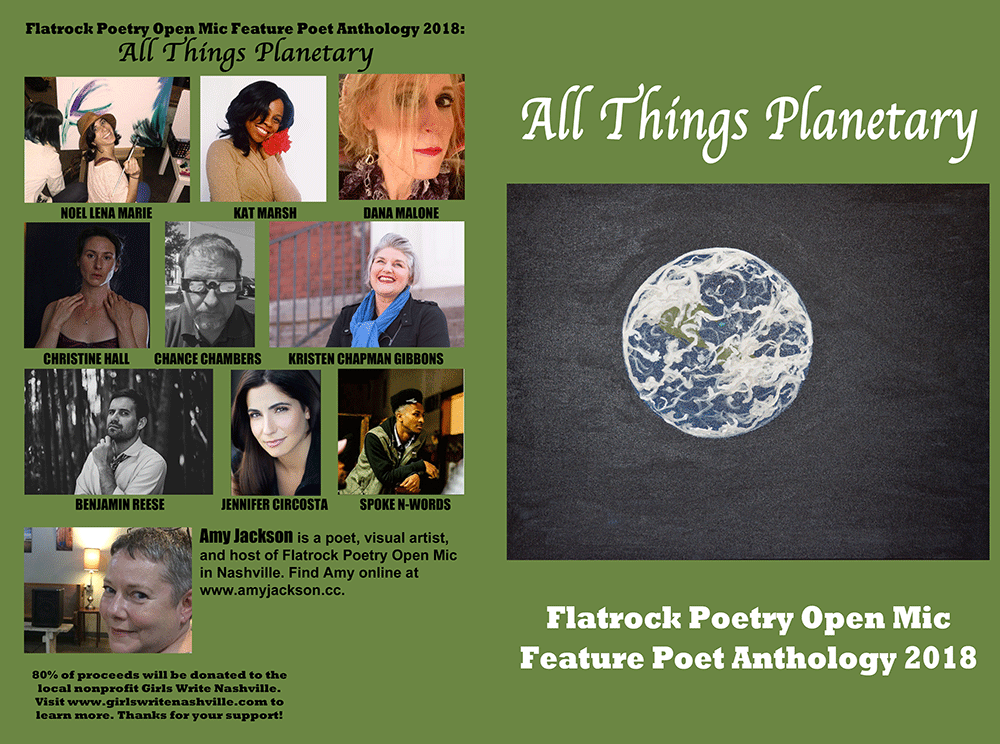 Flatrock Poetry Open Mic Feature Poet Anthology 2018:
All Things Planetary
NOEL LENA MARIE
KAT MARSH
DANA MALONE
CHRISTINE HALL
CHANCE CHAMBERS
KRISTEN CHAPMAN GIBBONS
BENJAMIN REESE
JENNIFER CIRCOSTA
SPOKE N-WORDS
Amy Jackson is a poet, visual artist,
and host of Flatrock Poetry Open Mic
in Nashville. Find Amy online at
www.amyjackson.cc.
80% of proceeds will be donated to the
local nonprofit Girls Write Nashville.
Visit www.girlswritenashville.com to
learn more. Thanks for your support!
All Things Planetary
Flatrock Poetry Open Mic
Feature Poet Anthology 2018